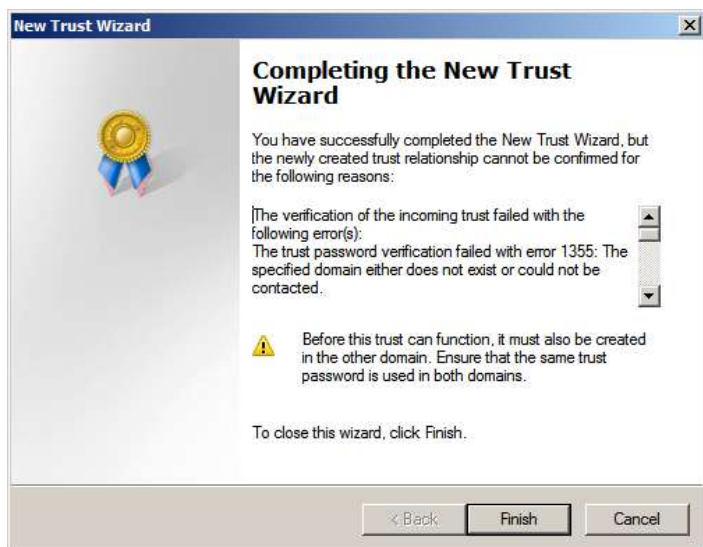 New Trust Wizard
Completing the New Trust
Wizard
You have successfully completed the New Trust Wizard, but
the newly created trust relationship cannot be confirmed for
the following reasons:
The verification of the incoming trust failed with the
following error(s):
The trust password verification failed with error 1355: The
specified domain either does not exist or could not be
contacted.
Before this trust can function, it must also be created
in the other domain. Ensure that the same trust
password is used in both domains.
To close this wizard, click Finish.
< Back
Finish
Cancel